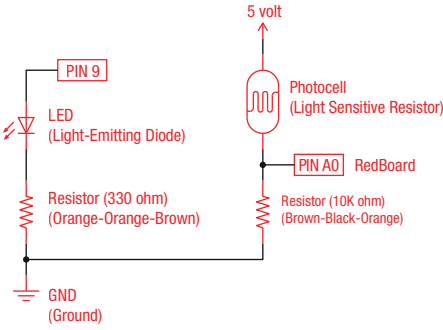 5 volt
PIN 9
Photocell
(Light Sensitive Resistor)
LED
(Light-Emitting Diode)
PIN A0 RedBoard
Resistor (330 ohm)
(Orange-Orange-Brown)
Resistor (10K ohm)
(Brown-Black-Orange)
GND
(Ground)